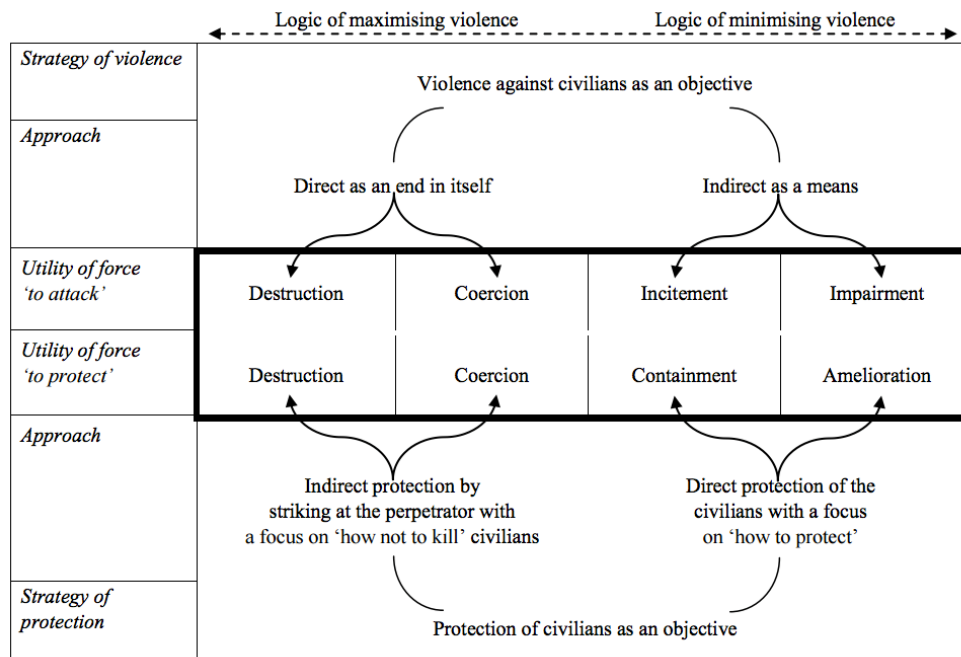 Logic of maximising violence Logic of minimising violence
Strategy of violence
Violence against civilians as an objective
Approach
Direct as an end in itself Indirect as a means
Utility of force
‘to attack’
Destruction Coercion Incitement Impairment
Utility of force
‘to protect’
Destruction Coercion Containment Amelioration
Approach
Indirect protection by
striking at the perpetrator with
a focus on ‘how not to kill’ civilians
Direct protection of the
civilians with a focus
on ‘how to protect’
Strategy of
protection
Protection of civilians as an objective